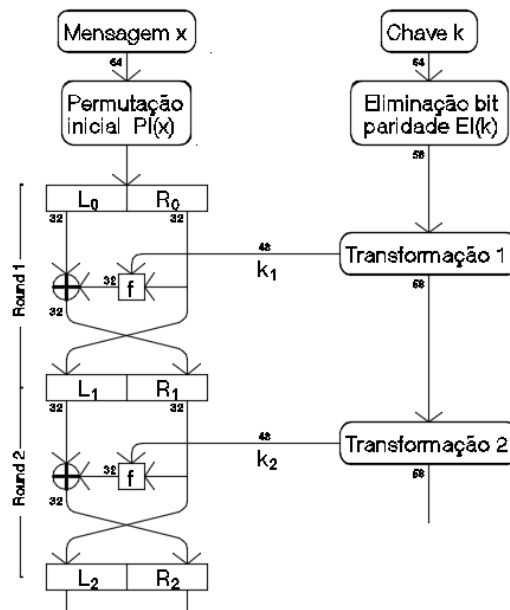 Mensagem x
Chave k
64
64
Permutação
inicial PI(x)
Eliminação bit
paridade EI(k)
56
L0 R0
32 32
48
Transformação 1
k1
32
f
56
32
Round 1
L1 R1
32 32
48
Transformação 2
k2
32
f
56
32
Round 2
L2 R2